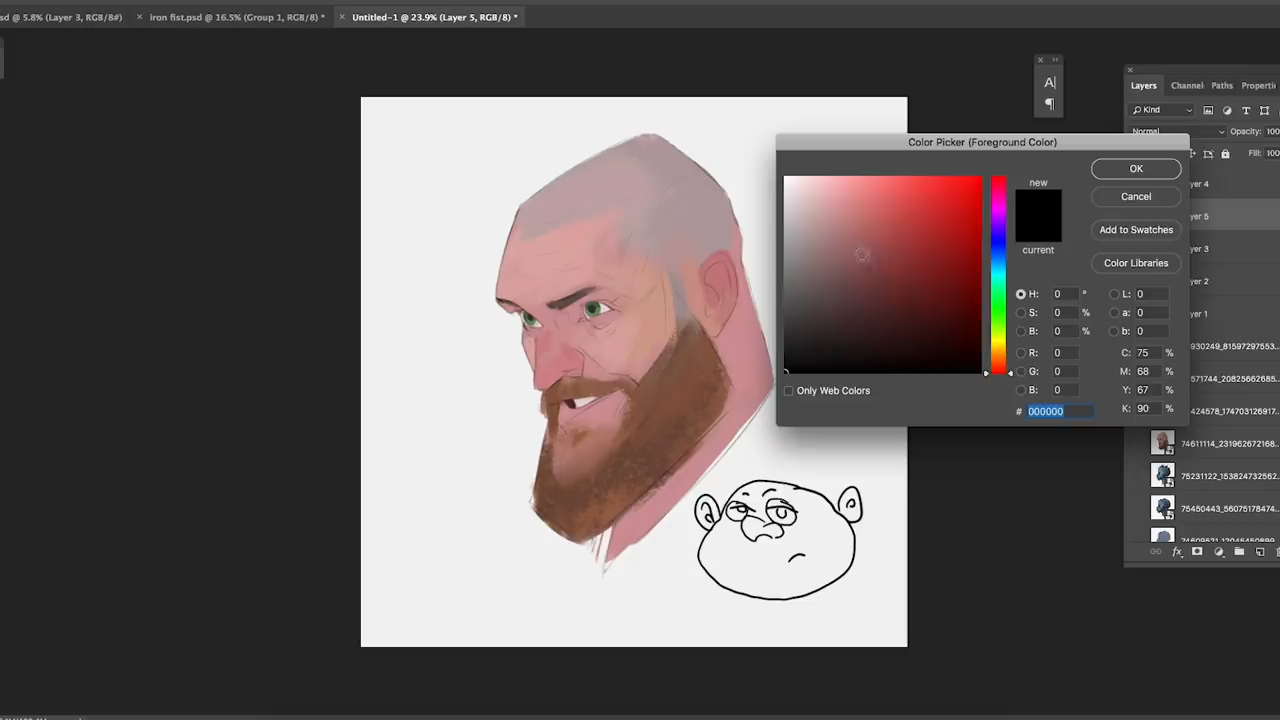 sd @ 5.8% (Layer 3, RGB/8#)
iron fist.psd @ 16.5% (Group 1, RGB/8) *
Untitled-1 @ 23.9% (Layer 5, RGB/8) *
A
¶
Layers Channel Paths Properti
Kind
Normal Opacity: 100
Fill: 100
Color Picker (Foreground Color)
OK
new
Cancel
Add to Swatches
current
Color Libraries
H: 0 ° L: 0
S: 0 % a: 0
B: 0 % b: 0
R: 0 C: 75 %
G: 0 M: 68 %
B: 0 Y: 67 %
# 000000 K: 90 %
Only Web Colors
yer 4
yer 5
yer 3
yer 2
yer 1
930249_81597297553...
571744_20825662685...
424578_174703126917...
74611114_231962672168...
75231122_153824732562...
75450443_56075178474...
74609521_12045450899...
fx